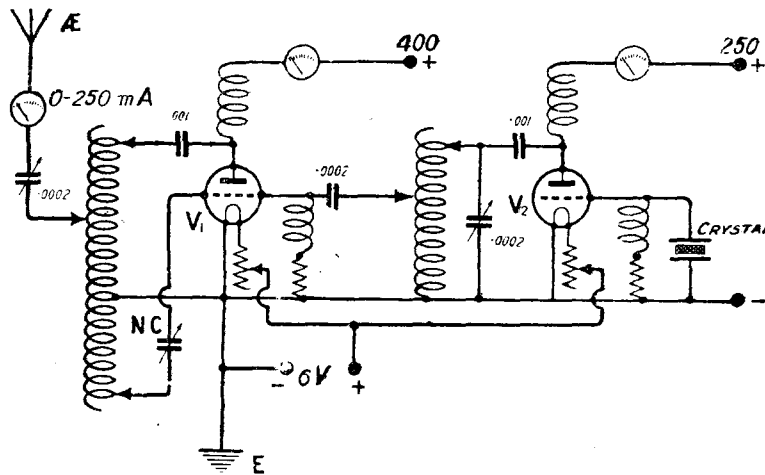 Æ
400
+
250
+
0-250 mA
.001
.001
.0002
.0002
V1
V2
.0002
CRYSTAL
NC
-
- 6V +
E